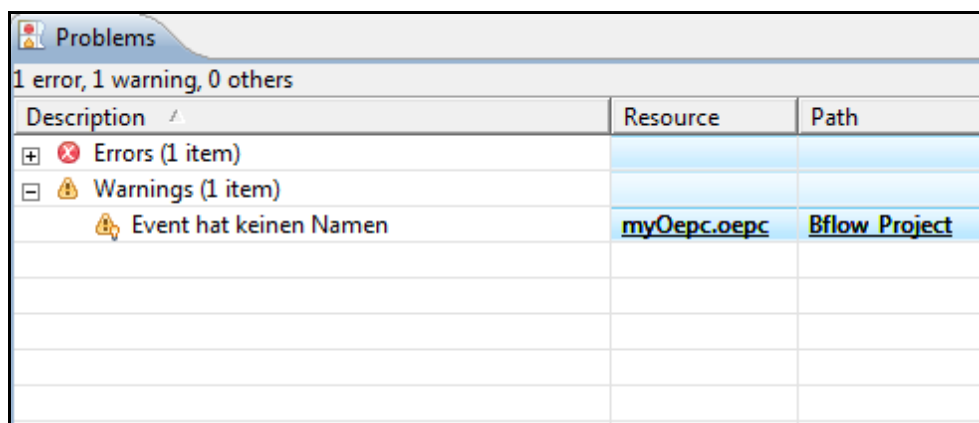 Problems
1 error, 1 warning, 0 others
Description Resource Path
Errors (1 item)
Warnings (1 item)
Event hat keinen Namen myOepc.oepc Bflow Project